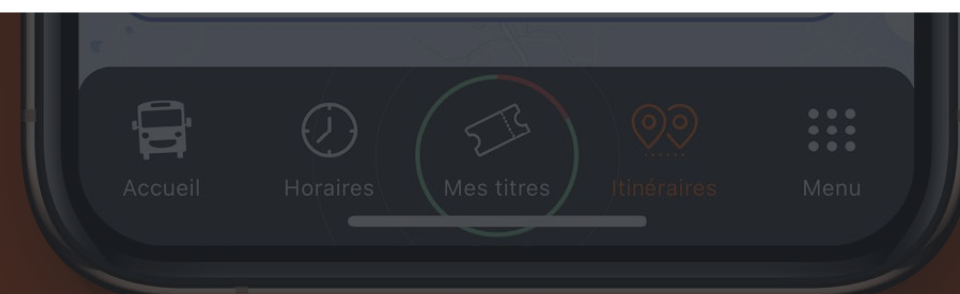 Accueil
Horaires
Mes titres
Itinéraires
Menu